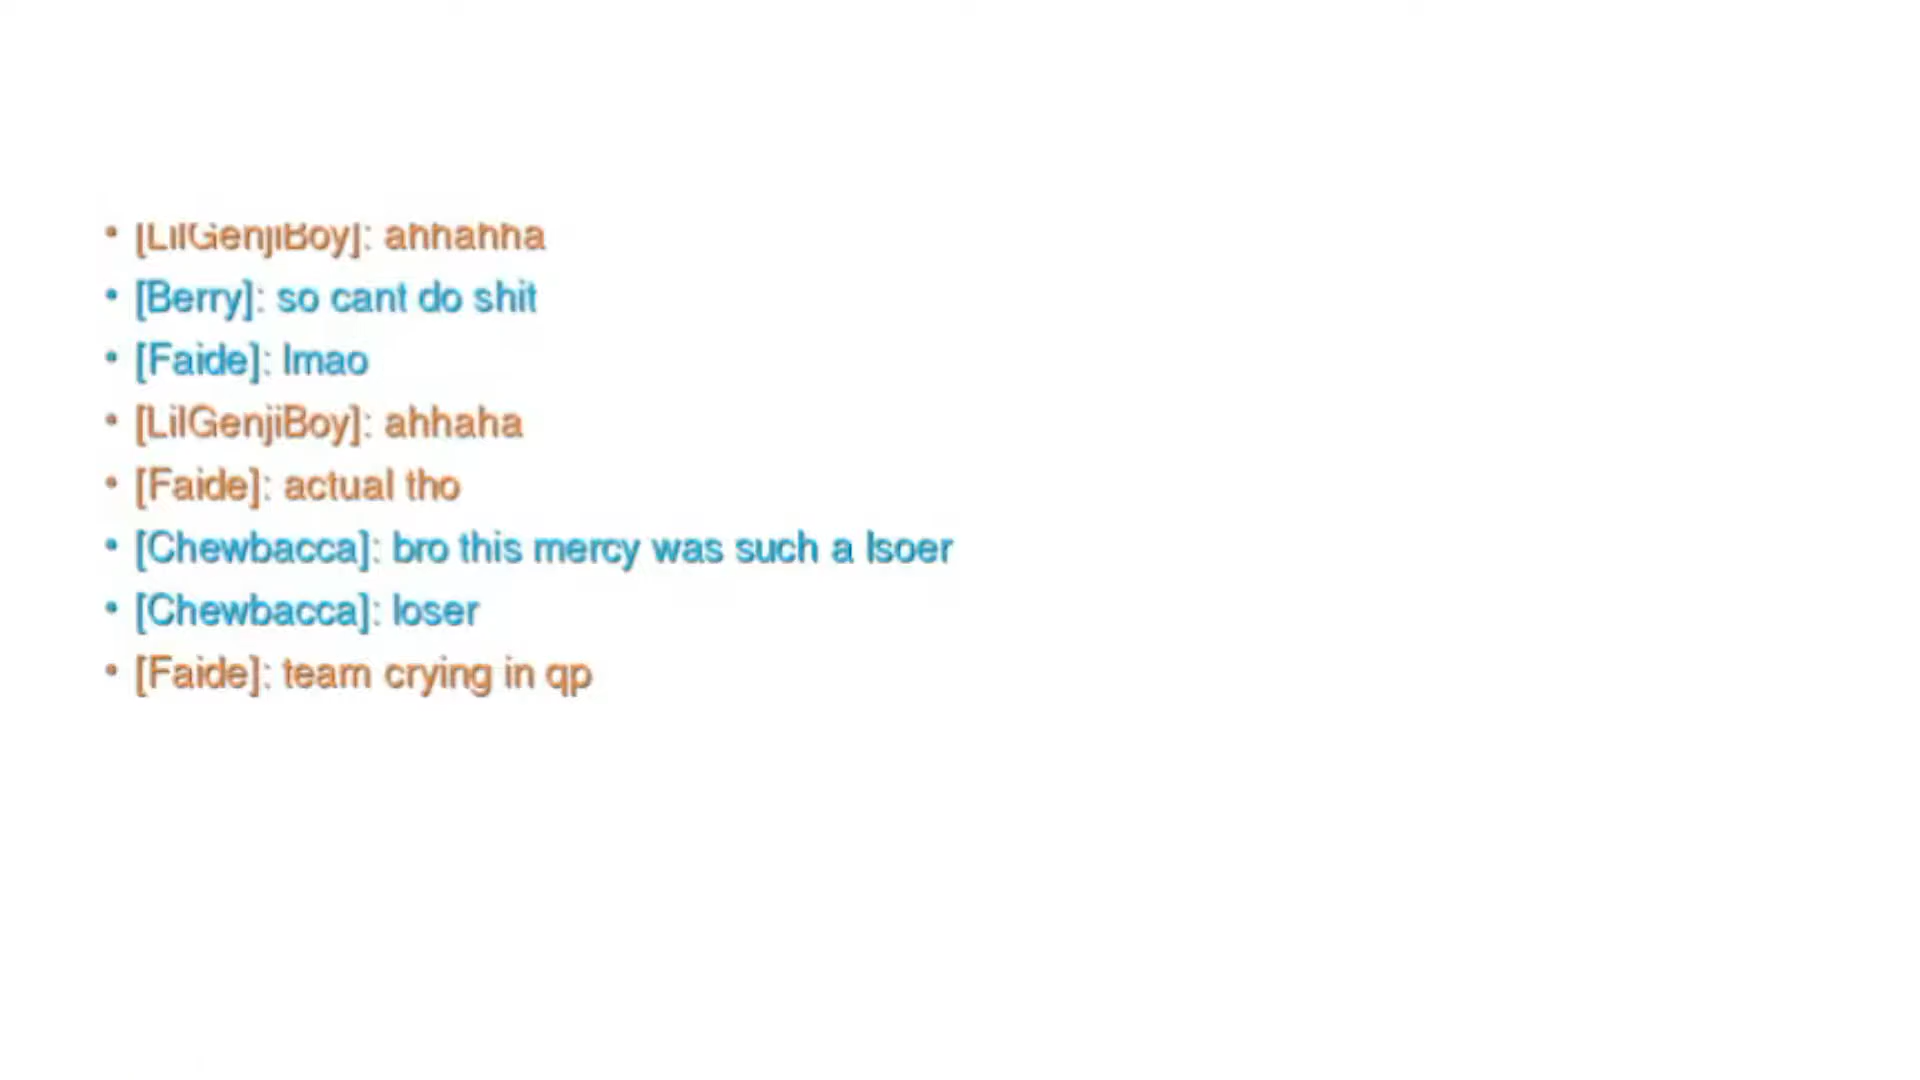 • [LilGenjiBoy]: ahhahha
• [Berry]: so cant do shit
• [Faide]: lmao
• [LilGenjiBoy]: ahhaha
• [Faide]: actual tho
• [Chewbacca]: bro this mercy was such a lsoer
• [Chewbacca]: loser
• [Faide]: team crying in qp